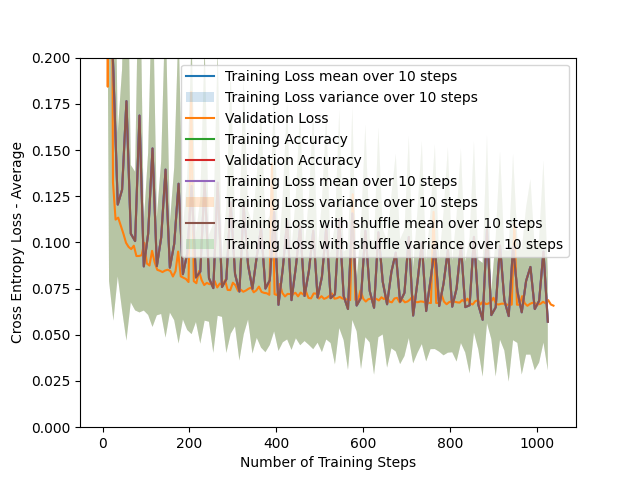 0.200
0.175
0.150
0.125
0.100
0.075
0.050
0.025
0.000
Cross Entropy Loss - Average
Training Loss mean over 10 steps
Training Loss variance over 10 steps
Validation Loss
Training Accuracy
Validation Accuracy
Training Loss mean over 10 steps
Training Loss variance over 10 steps
Training Loss with shuffle mean over 10 steps
Training Loss with shuffle variance over 10 steps
0 200 400 600 800 1000
Number of Training Steps